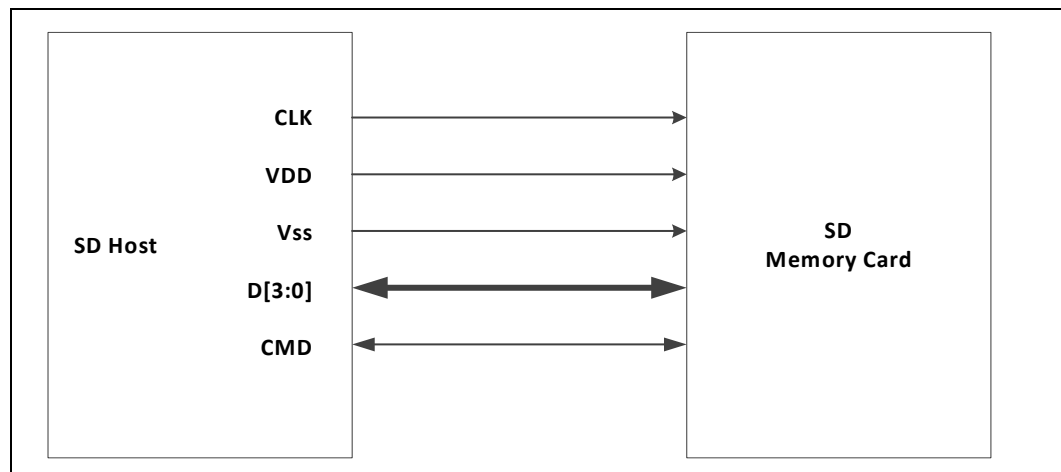 CLK
VDD
Vss
SD Host
D[3:0]
CMD
SD
Memory Card